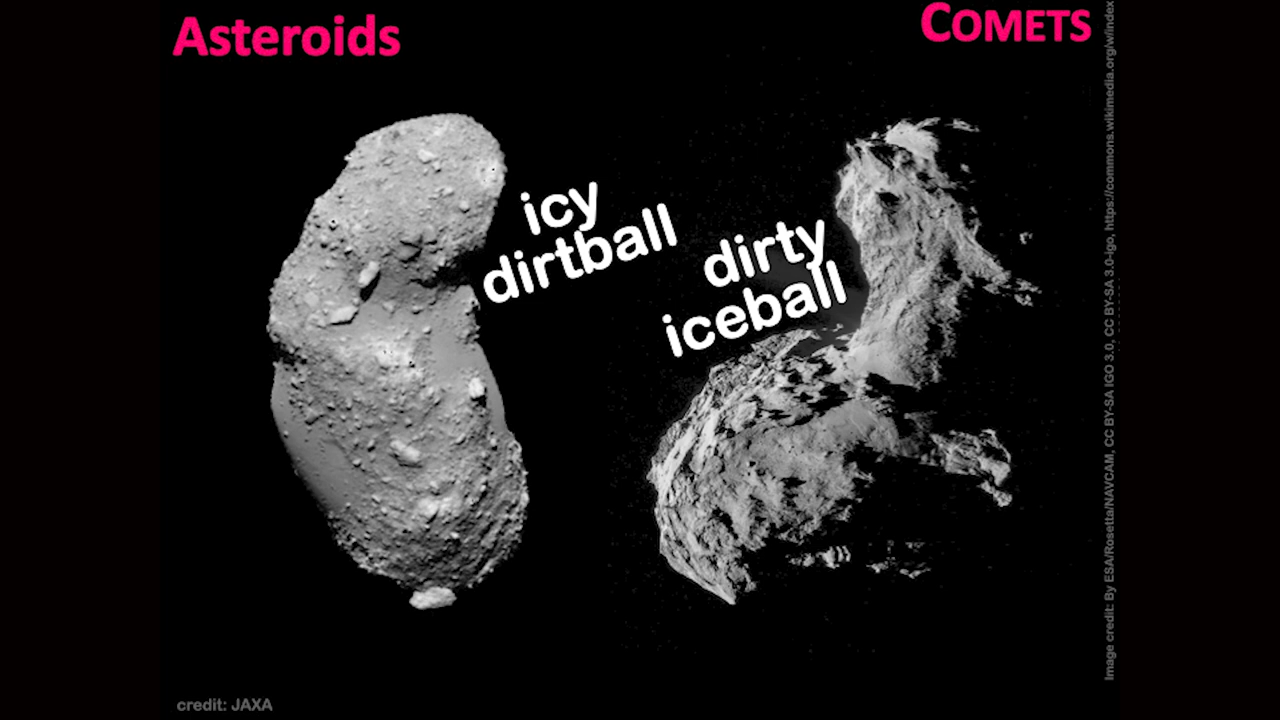 Asteroids
COMETS
icy
dirtball
dirty
iceball
credit: JAXA
Image credit: By ESA/Rosetta/NAVCAM, CC BY-SA IGO 3.0, CC BY-SA 3.0-igo, https://commons.wikimedia.org/w/index